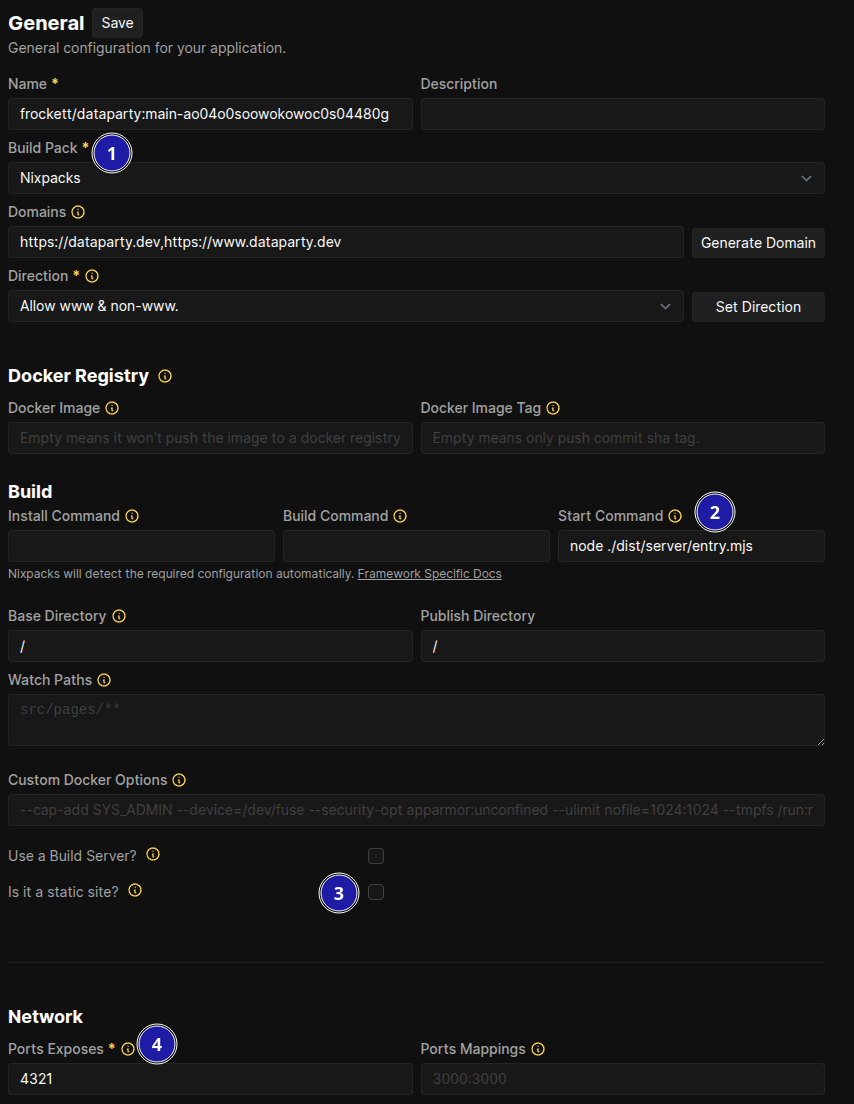 General Save
General configuration for your application.
Name * Description
frockett/dataparty:main-ao04o0soowokowoc0s04480g
Build Pack * 1
Nixpacks
Domains
https://dataparty.dev,https://www.dataparty.dev Generate Domain
Direction *
Allow www & non-www. Set Direction
Docker Registry
Docker Image Docker Image Tag
Empty means it won't push the image to a docker registry Empty means only push commit sha tag.
Build
Install Command Build Command Start Command 2
node ./dist/server/entry.mjs
Nixpacks will detect the required configuration automatically. Framework Specific Docs
Base Directory Publish Directory
/ /
Watch Paths
src/pages/**
Custom Docker Options
--cap-add SYS_ADMIN --device=/dev/fuse --security-opt apparmor:unconfined --ulimit nofile=1024:1024 --tmpfs /run:r
Use a Build Server?
Is it a static site? 3
Network
Ports Exposes * 4 Ports Mappings
4321 3000:3000